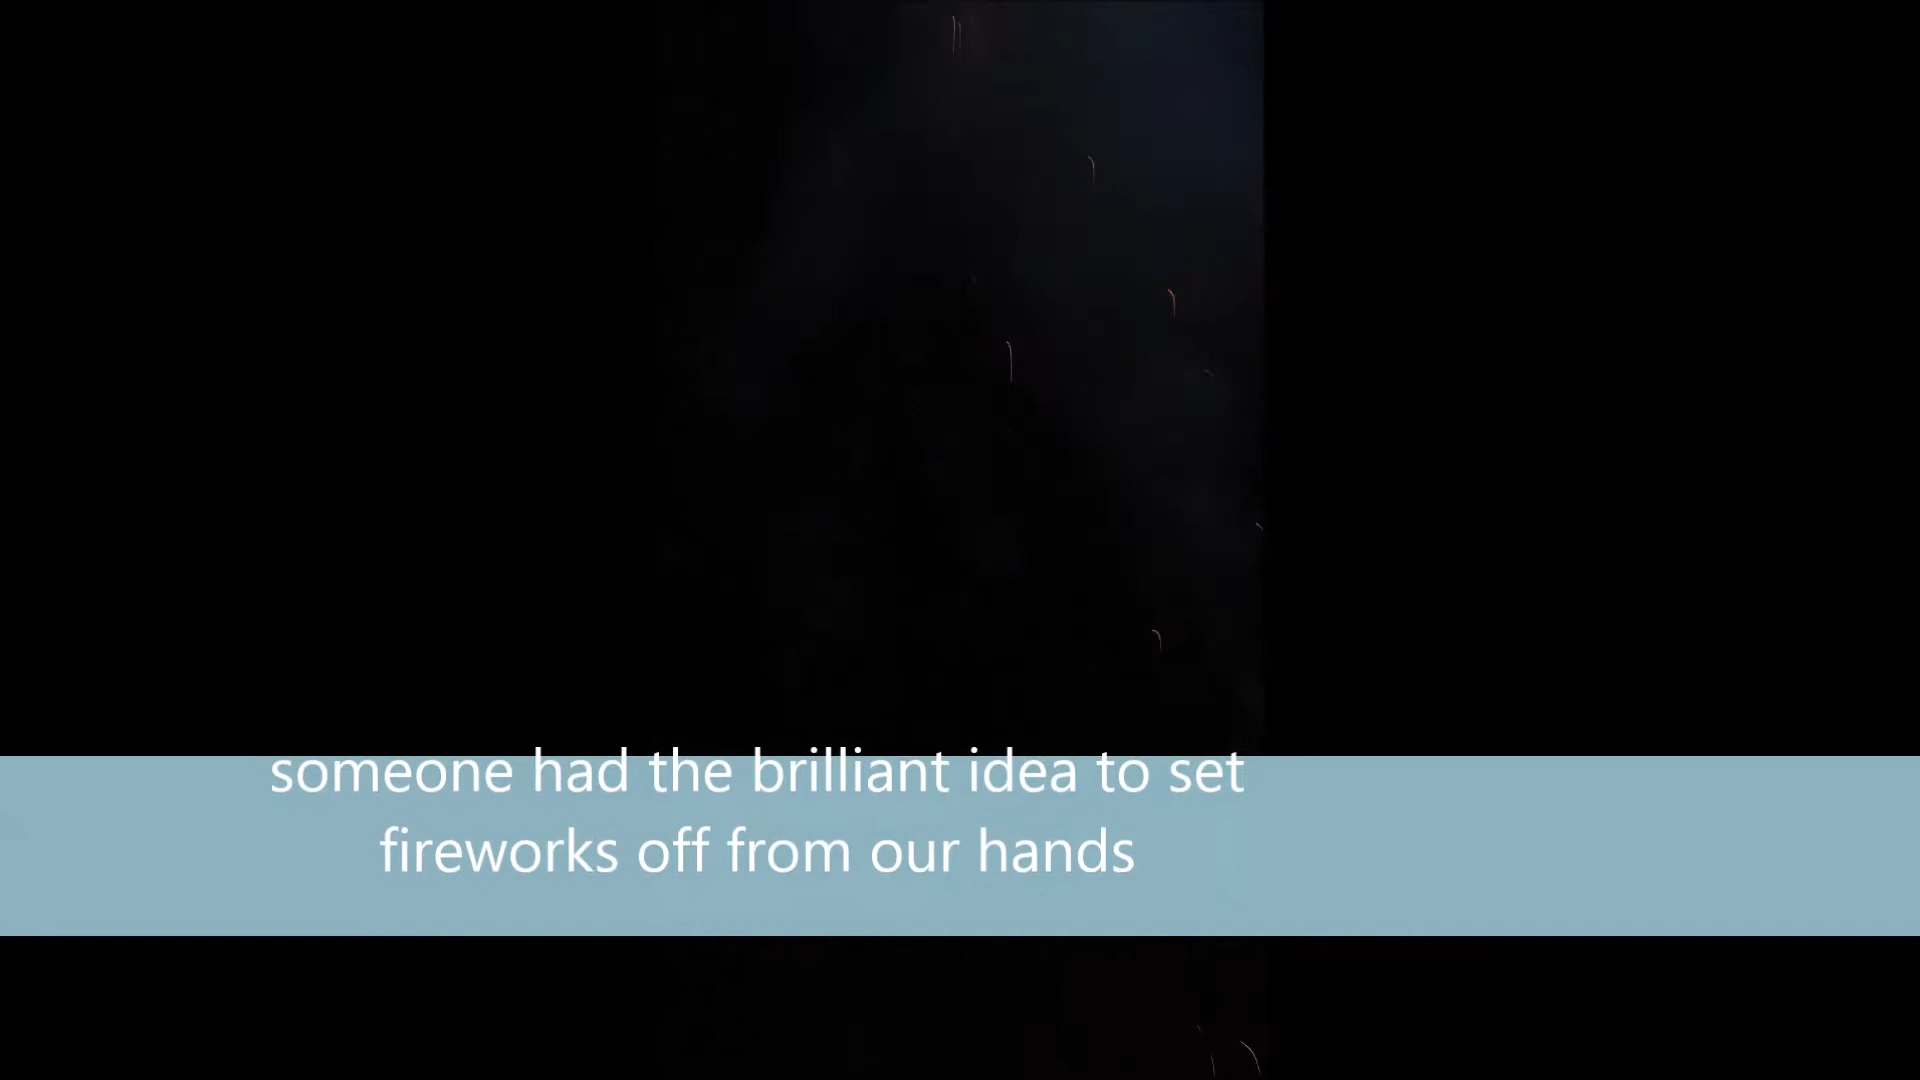 someone had the brilliant idea to set
fireworks off from our hands